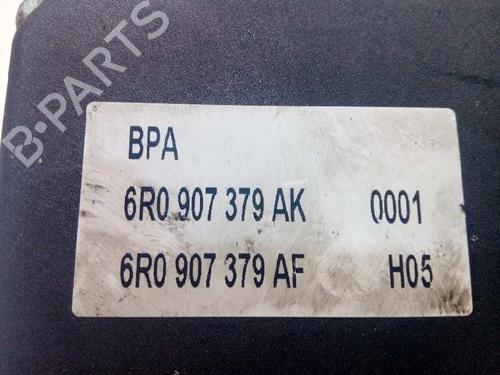 B-PARTS
BPA
6R0 907 379 AK 0001
6R0 907 379 AF H05